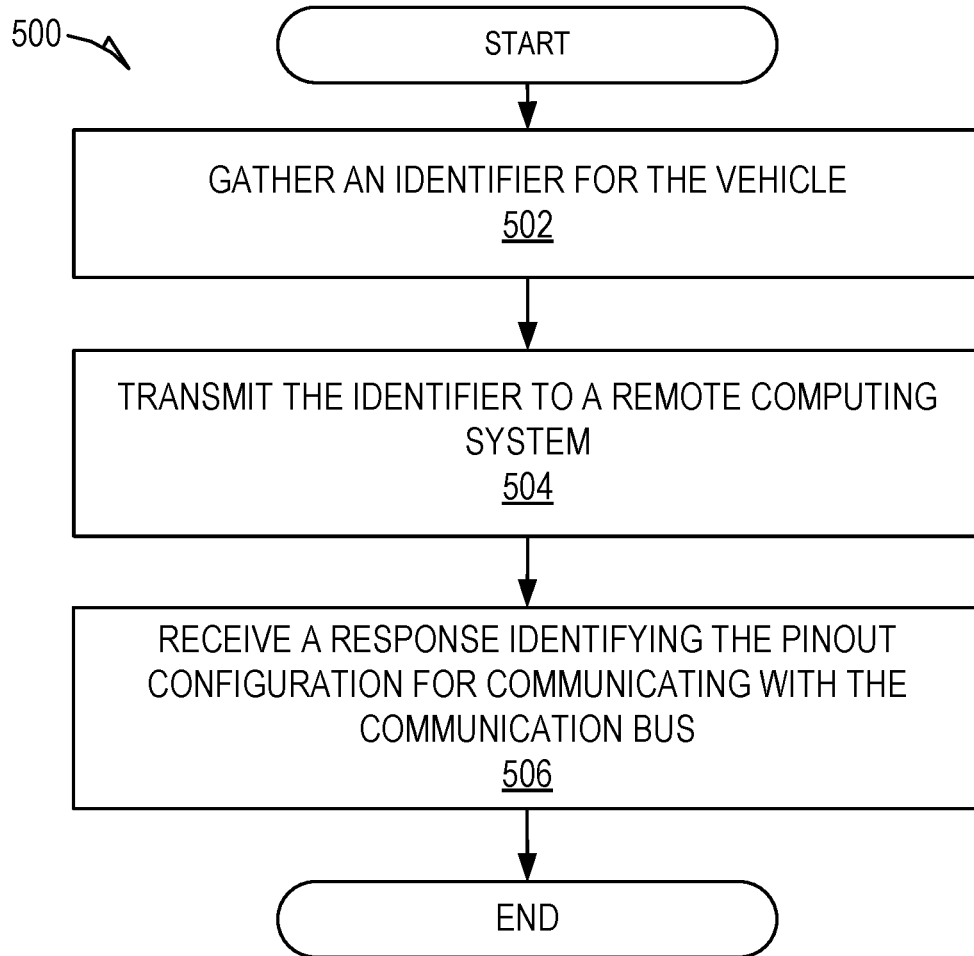 500
START
GATHER AN IDENTIFIER FOR THE VEHICLE
502
TRANSMIT THE IDENTIFIER TO A REMOTE COMPUTING
SYSTEM
504
RECEIVE A RESPONSE IDENTIFYING THE PINOUT
CONFIGURATION FOR COMMUNICATING WITH THE
COMMUNICATION BUS
506
END